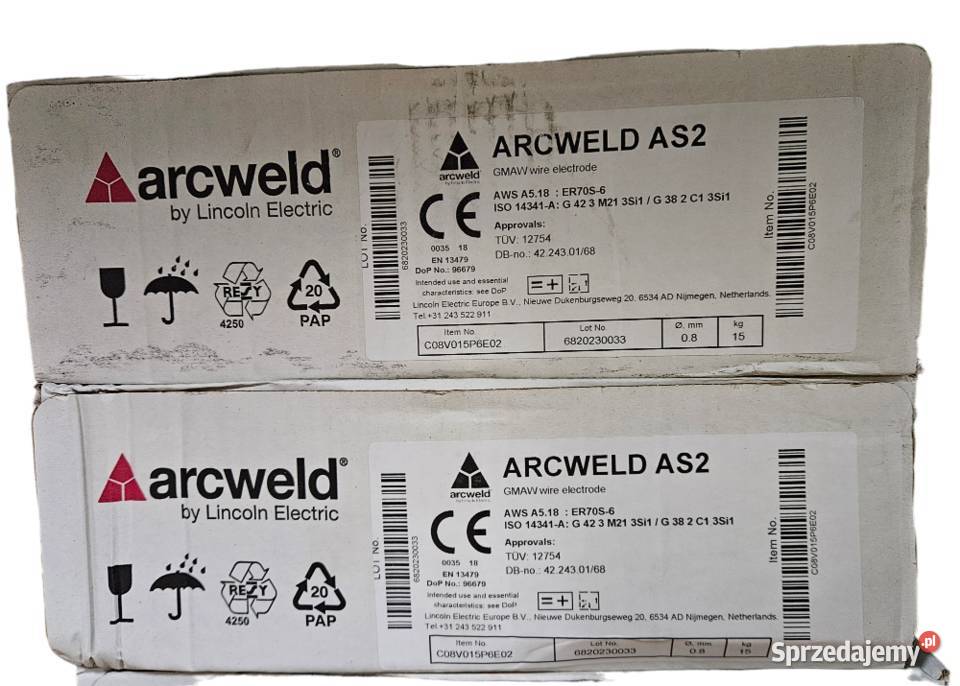 arcweld®
by Lincoln Electric
REZY
4250
20
PAP
LOT No.
6820230033
arcweld
by Lincoln Electric
ARCWELD AS2
GMAW wire electrode
AWS A5.18 : ER70S-6
ISO 14341-A: G 42 3 M21 3Si1 / G 38 2 C1 3Si1
CE
0035 18
EN 13479
DoP No.: 96679
Approvals:
TÜV: 12754
DB-no.: 42.243.01/68
Intended use and essential
characteristics: see DoP
= +
Lincoln Electric Europe B.V., Nieuwe Dukenburgseweg 20, 6534 AD Nijmegen, Netherlands.
Tel.+31 243 522 911
Item No. Lot No. Ø, mm kg
C08V015P6E02 6820230033 0.8 15
Item No.
C08V015P6E02
arcweld®
by Lincoln Electric
REZY
4250
20
PAP
LOT No.
6820230033
arcweld
by Lincoln Electric
ARCWELD AS2
GMAW wire electrode
AWS A5.18 : ER70S-6
ISO 14341-A: G 42 3 M21 3Si1 / G 38 2 C1 3Si1
CE
0035 18
EN 13479
DoP No.: 96679
Approvals:
TÜV: 12754
DB-no.: 42.243.01/68
Intended use and essential
characteristics: see DoP
= +
Lincoln Electric Europe B.V., Nieuwe Dukenburgseweg 20, 6534 AD Nijmegen, Netherlands.
Tel.+31 243 522 911
Item No. Lot No. Ø, mm kg
C08V015P6E02 6820230033 0.8 15
Item No.
C08V015P6E02
Sprzedajemy.pl